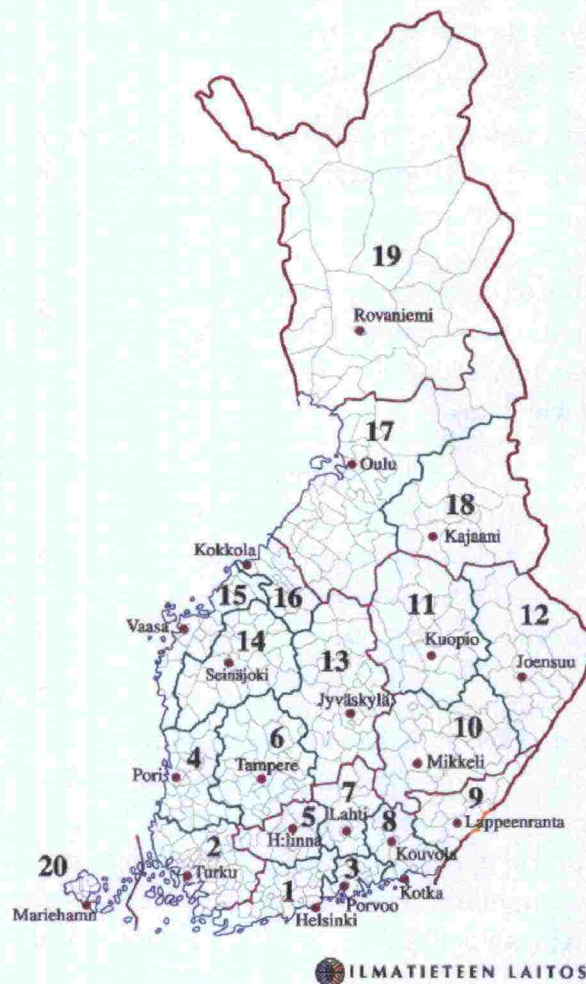 19
Rovaniemi
17
Oulu
18
Kajaani
Kokkola
15
16
11
12
Vaasa
14
13
Kuopio
Seinäjoki
Joensuu
Jyväskylä
10
6
4
Mikkeli
Pori
Tampere
7
9
5
Lahti
8
Lappeenranta
H:linna
Kouvola
2
20
Turku
3
1
Kotka
Porvoo
Mariehamn
Helsinki
ILMATIETEEN LAITOS